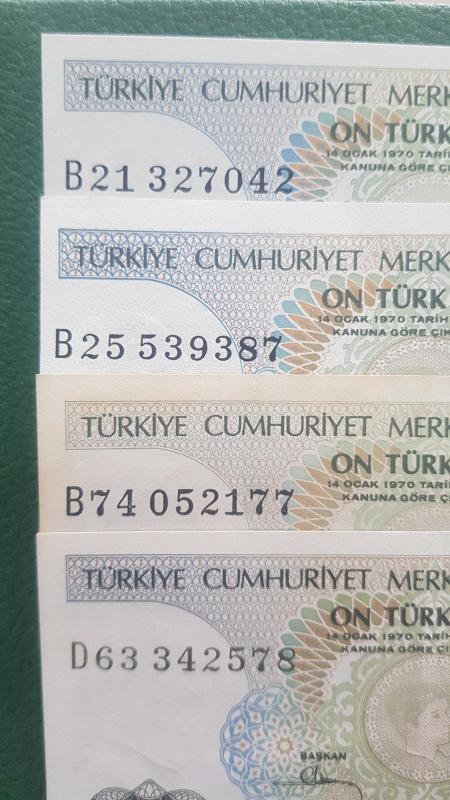 TÜRKİYE CUMHURİYET MERK
ON TÜRK
14 OCAK 1970 TARİH
KANUNA GÖRE ÇI
B21 327042
TÜRKİYE CUMHURİYET MERK
ON TÜRK
14 OCAK 1970 TARİH
KANUNA GÖRE ÇIK
B25 539387
TÜRKİYE CUMHURİYET MERK
ON TÜRK
14 OCAK 1970 TARİH
KANUNA GÖRE ÇI
B74 052177
TÜRKİYE CUMHURİYET MERK
ON TÜRK
14 OCAK 1970 TARİH
KANUNA GÖRE ÇI
D63 342578
BAŞKAN